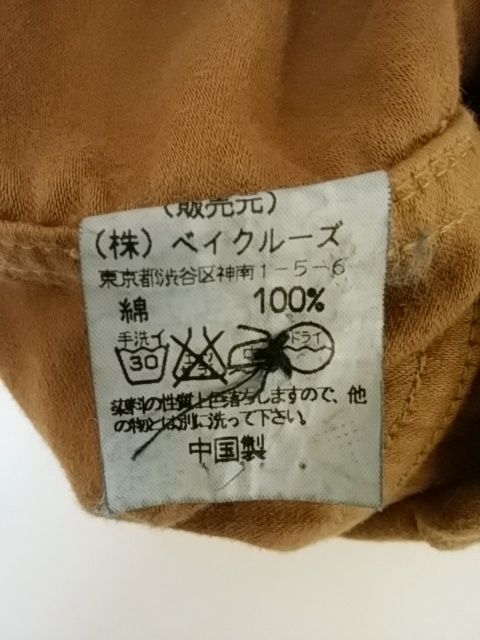 (販売元)
(株) ベイクルーズ
東京都渋谷区神南1-5-6
綿 100%
手洗イ ドライ
30
染料の性質上色落ちしますので、他
の物とは別に洗って下さい。
中国製